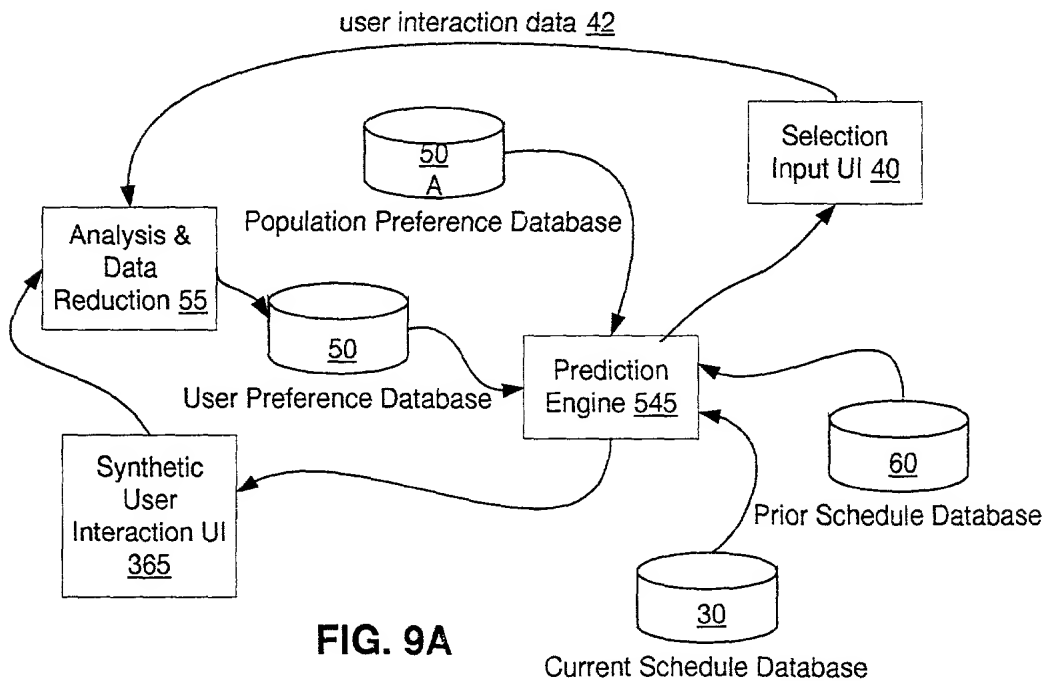 user interaction data 42
Selection
Input UI 40
50
A
Population Preference Database
Analysis &
Data
Reduction 55
50
User Preference Database
Prediction
Engine 545
60
Prior Schedule Database
Synthetic
User
Interaction UI
365
30
Current Schedule Database
FIG. 9A